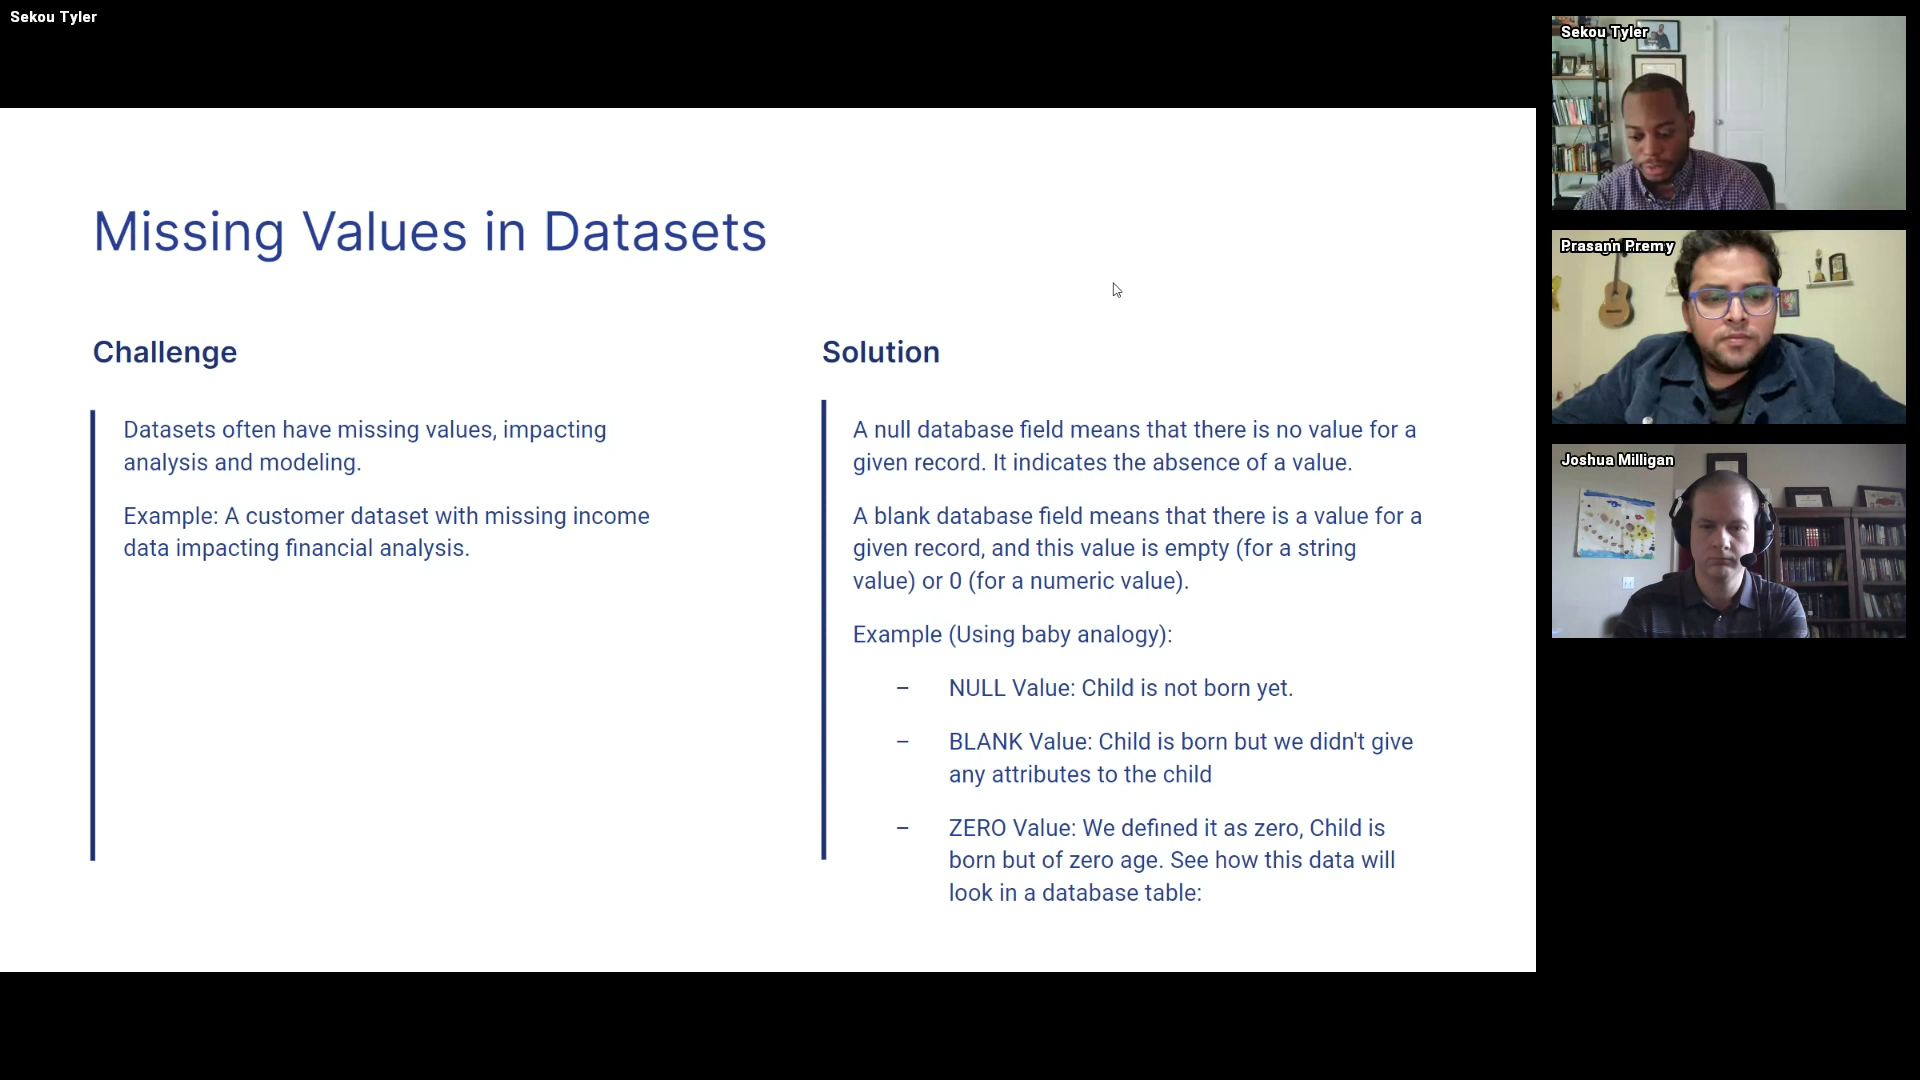 Sekou Tyler
Missing Values in Datasets
Challenge
Datasets often have missing values, impacting
analysis and modeling.
Example: A customer dataset with missing income
data impacting financial analysis.
Solution
A null database field means that there is no value for a
given record. It indicates the absence of a value.
A blank database field means that there is a value for a
given record, and this value is empty (for a string
value) or 0 (for a numeric value).
Example (Using baby analogy):
– NULL Value: Child is not born yet.
– BLANK Value: Child is born but we didn't give
any attributes to the child
– ZERO Value: We defined it as zero, Child is
born but of zero age. See how this data will
look in a database table:
Sekou Tyler
Prasann Premy
Joshua Milligan